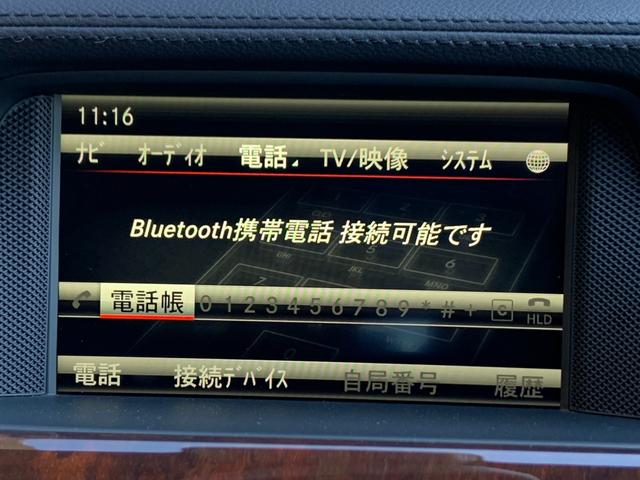 11:16
ナビ オーディオ 電話 TV/映像 システム
Bluetooth携帯電話 接続可能です
電話帳 0 1 2 3 4 5 6 7 8 9 * # + C HLD
電話 接続デバイス 自局番号 履歴